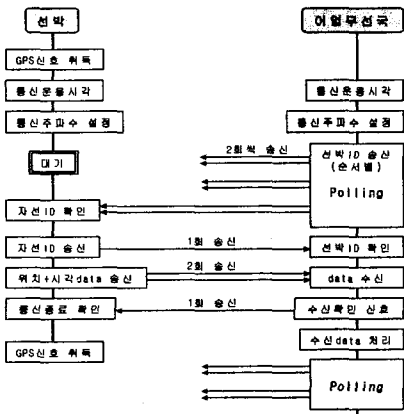 선박
어업무선국
GPS신호 취득
통신운용시각
통신운용시각
통신주파수 설정
통신주파수 설정
대기
2회씩 송신
선박ID 송신
(순서별)
Polling
자선ID 확인
자선ID 송신
1회 송신
선박ID 확인
위치+시각data 송신
2회 송신
data 수신
통신종료 확인
1회 송신
수신확인 신호
수신data 처리
GPS신호 취득
Polling